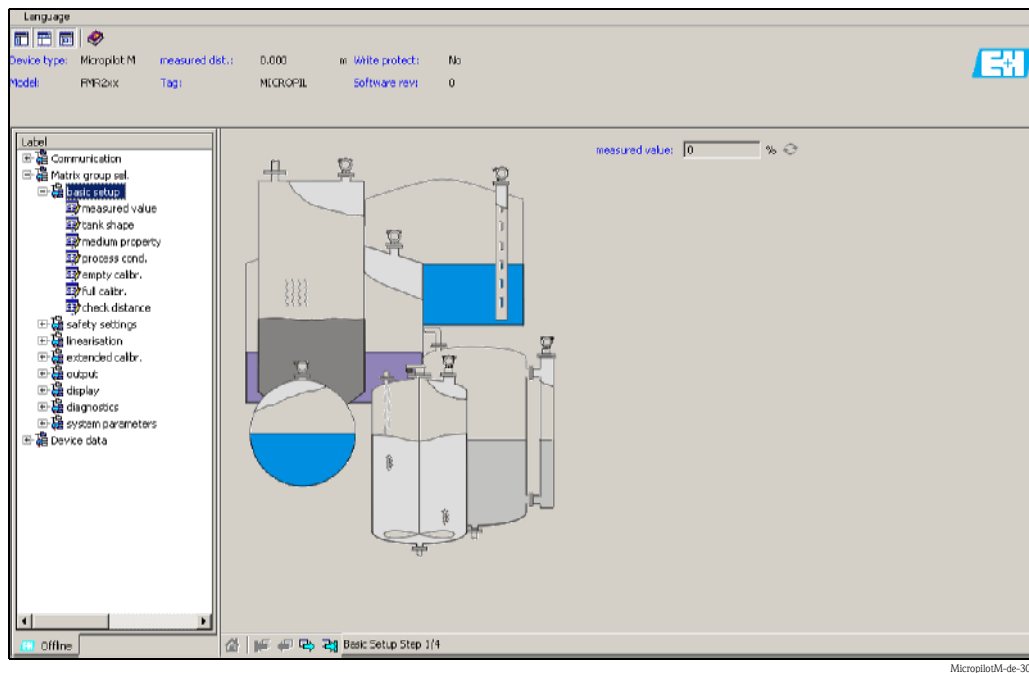 Language
Device type: Micropilot M measured dist.: 0.000 m Write protect: No
Model: FMR2xx Tag: MICROPIL Software rev: 0
E+H
Label
Communication
Matrix group sel.
basic setup
measured value
tank shape
medium property
process cond.
empty calibr.
full calibr.
check distance
safety settings
linearisation
extended calibr.
output
display
diagnostics
system parameters
Device data
measured value: 0 %
Offline
Basic Setup Step 1/4
MicropilotM-de-30